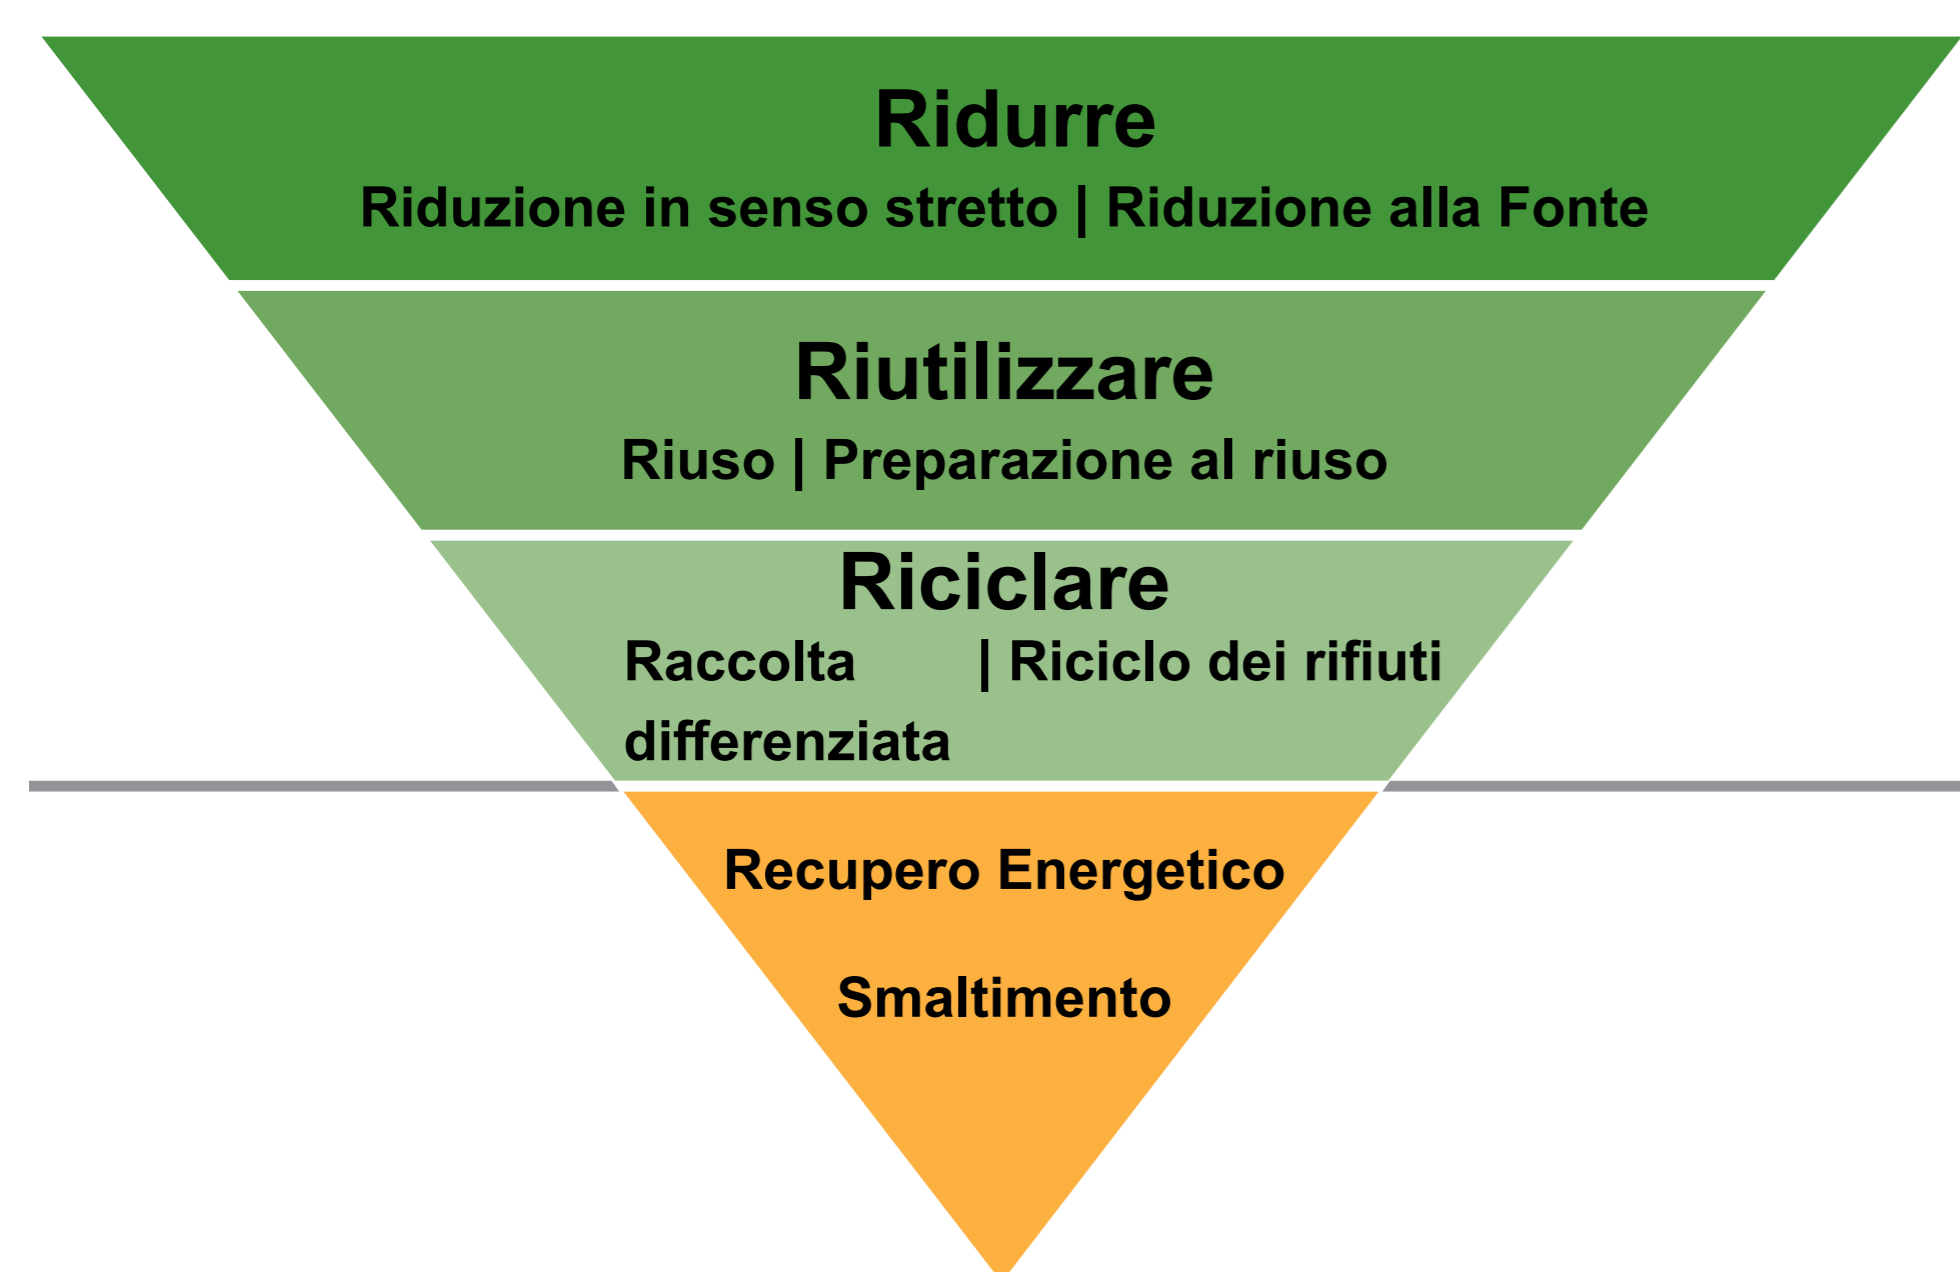 Ridurre
Riduzione in senso stretto | Riduzione alla Fonte
Riutilizzare
Riuso | Preparazione al riuso
Riciclare
Raccolta | Riciclo dei rifiuti
differenziata
Recupero Energetico
Smaltimento